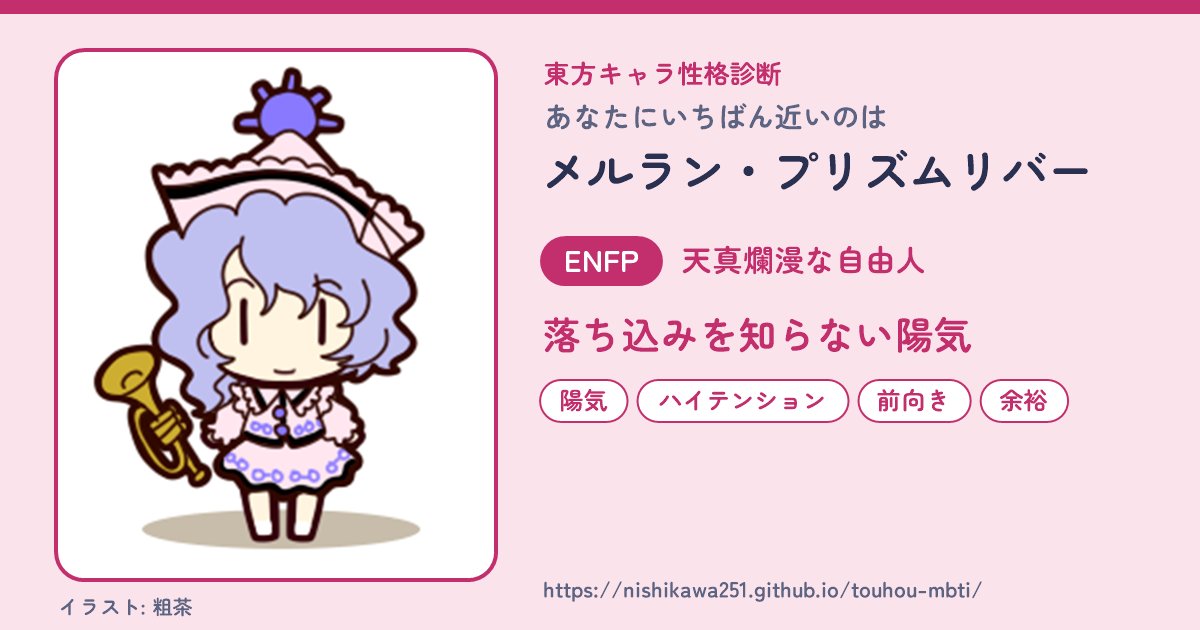 東方キャラ性格診断
あなたにいちばん近いのは
メルラン・プリズムリバー
ENFP 天真爛漫な自由人
落ち込みを知らない陽気
陽気 ハイテンション 前向き 余裕
https://nishikawa251.github.io/touhou-mbti/
イラスト: 粗茶